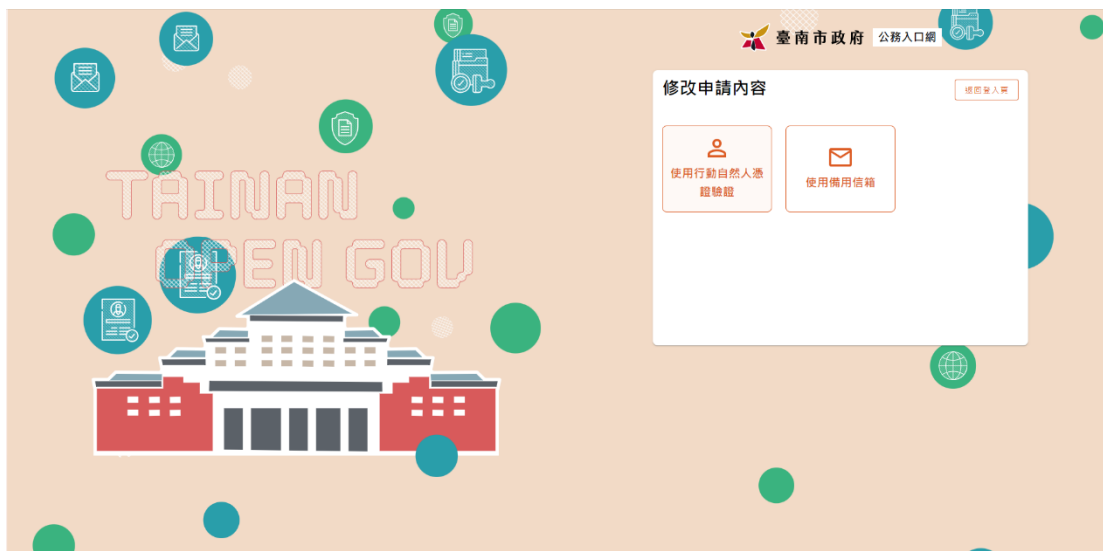 臺南市政府 公務入口網
修改申請內容
返回登入頁
使用行動自然人憑
證驗證
使用備用信箱
TAINAN
OPEN GOV